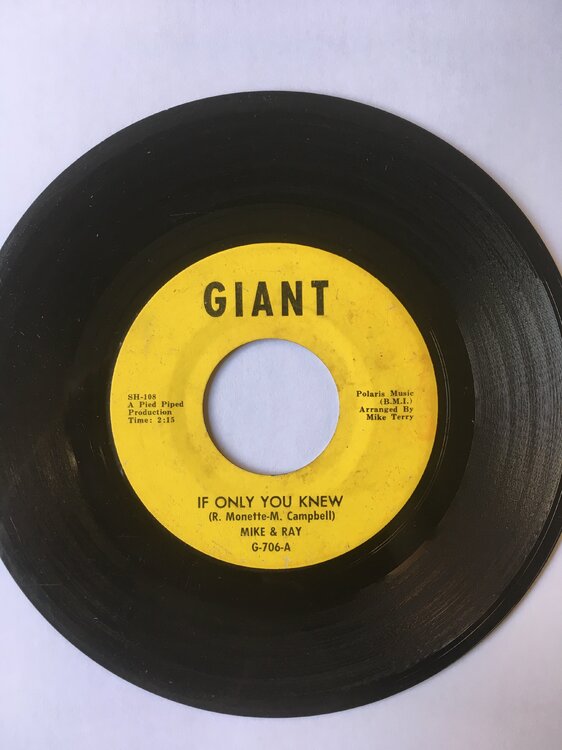 GIANT
SH-108
A Pied Piped
Production
Time: 2:15
Polaris Music
(B.M.I.)
Arranged By
Mike Terry
IF ONLY YOU KNEW
(R. Monette-M. Campbell)
MIKE & RAY
G-706-A